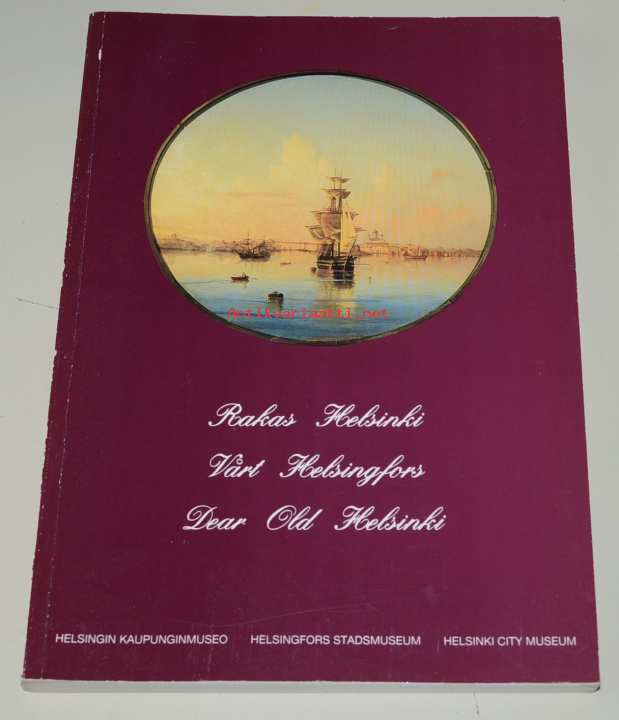 Antikvariaatti.net
Rakas Helsinki
Vårt Helsingfors
Dear Old Helsinki
HELSINGIN KAUPUNGINMUSEO HELSINGFORS STADSMUSEUM HELSINKI CITY MUSEUM